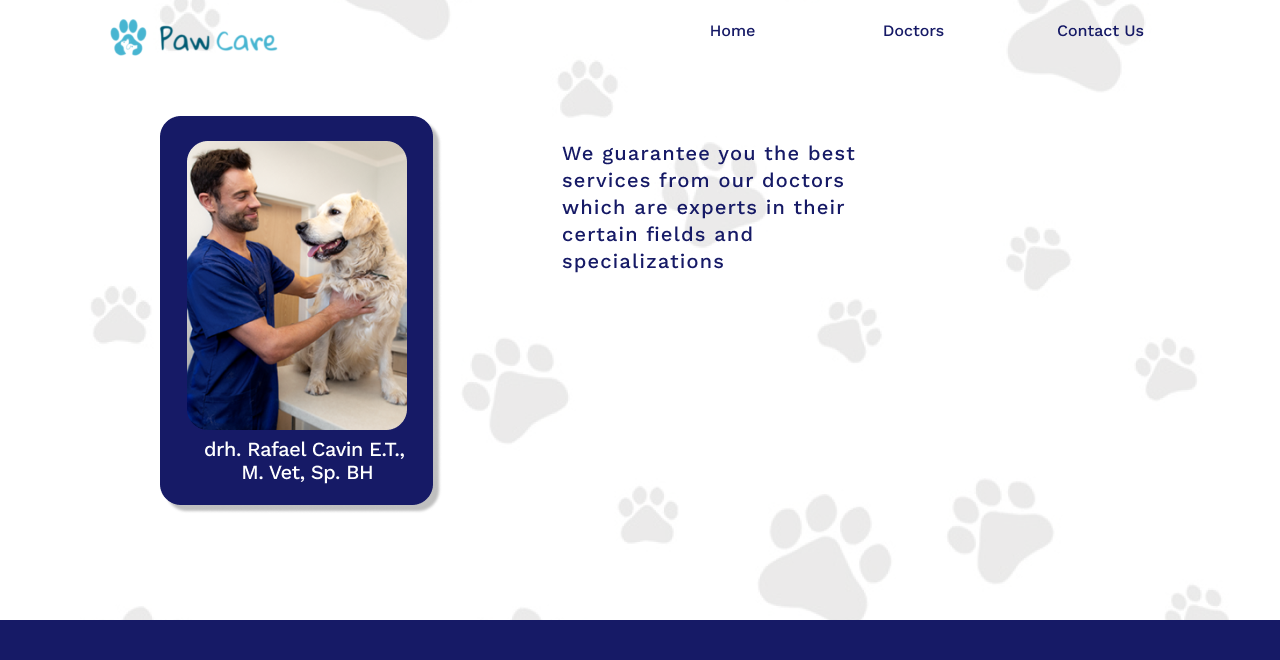 Paw Care
Home
Doctors
Contact Us
We guarantee you the best
services from our doctors
which are experts in their
certain fields and
specializations
drh. Rafael Cavin E.T.,
M. Vet, Sp. BH